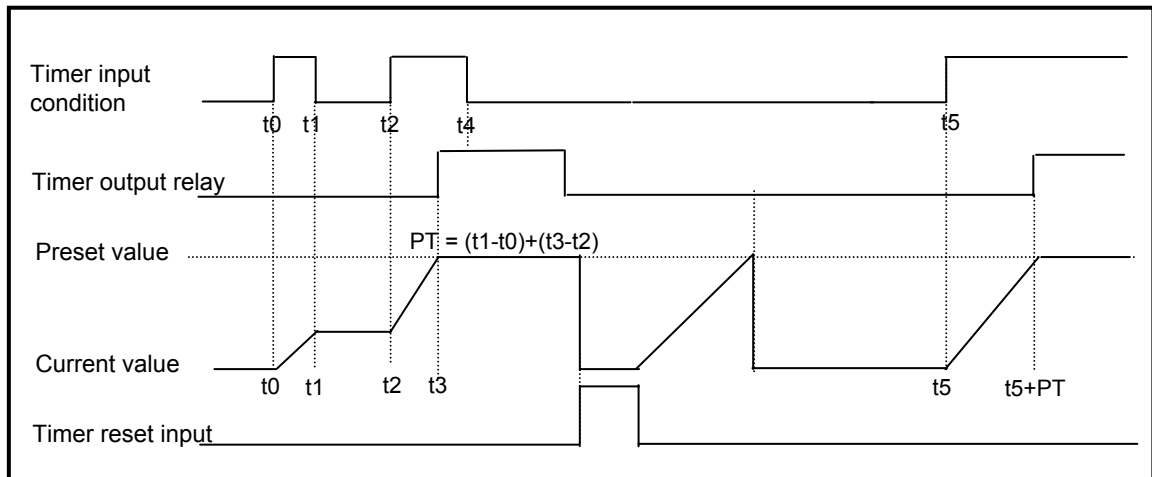 Timer input
condition
t0 t1 t2 t4 t5
Timer output relay
PT = (t1-t0)+(t3-t2)
Preset value
Current value
t0 t1 t2 t3 t5 t5+PT
Timer reset input